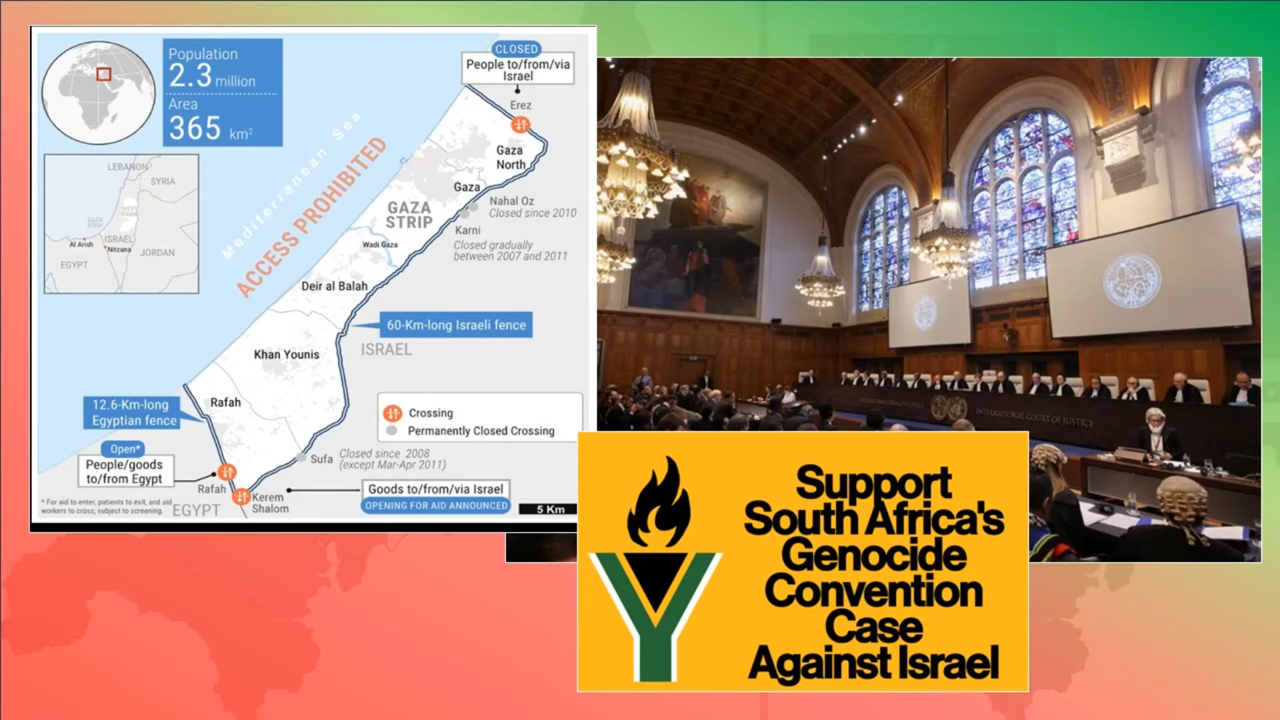 Population
2.3 million
Area
365 km²
LEBANON
SYRIA
GAZA
STRIP
WEST
BANK
Al Arish
ISRAEL
Nitzana
JORDAN
EGYPT
Mediterranean Sea
ACCESS PROHIBITED
CLOSED
People to/from/via
Israel
Erez
Gaza
North
Gaza
Nahal Oz
Closed since 2010
GAZA
STRIP
Karni
Closed gradually
between 2007 and 2011
Wadi Gaza
Deir al Balah
60-Km-long Israeli fence
ISRAEL
Khan Younis
12.6-Km-long
Egyptian fence
Rafah
Crossing
Permanently Closed Crossing
Open*
People/goods
to/from Egypt
Sufa
Closed since 2008
(except Mar-Apr 2011)
Rafah
Kerem
Shalom
Goods to/from/via Israel
OPENING FOR AID ANNOUNCED
* For aid to enter, patients to exit, and aid
workers to cross; subject to screening.
EGYPT
5 Km
INTERNATIONAL COURT OF JUSTICE
Support
South Africa's
Genocide
Convention
Case
Against Israel